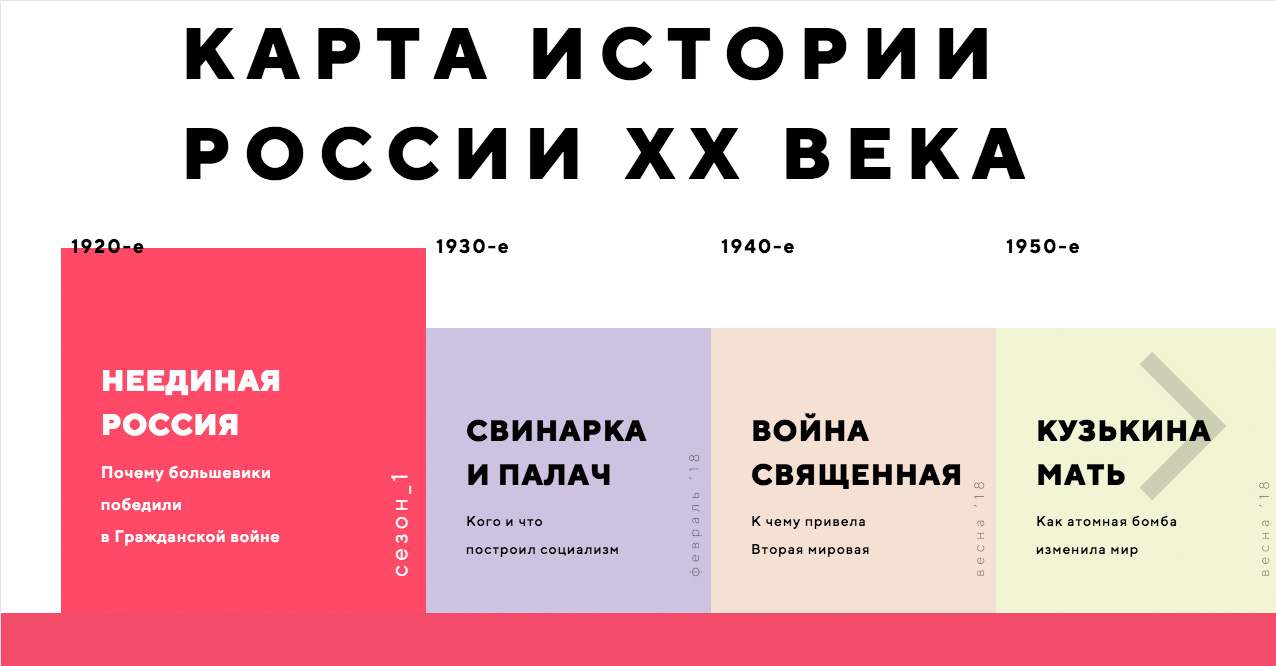 КАРТА ИСТОРИИ
РОССИИ XX ВЕКА
1920-е
НЕЕДИНАЯ
РОССИЯ
Почему большевики
победили
в Гражданской войне
сезон_1
1930-е
СВИНАРКА
И ПАЛАЧ
Кого и что
построил социализм
февраль '18
1940-е
ВОЙНА
СВЯЩЕННАЯ
К чему привела
Вторая мировая
весна '18
1950-е
КУЗЬКИНА
МАТЬ
Как атомная бомба
изменила мир
весна '18